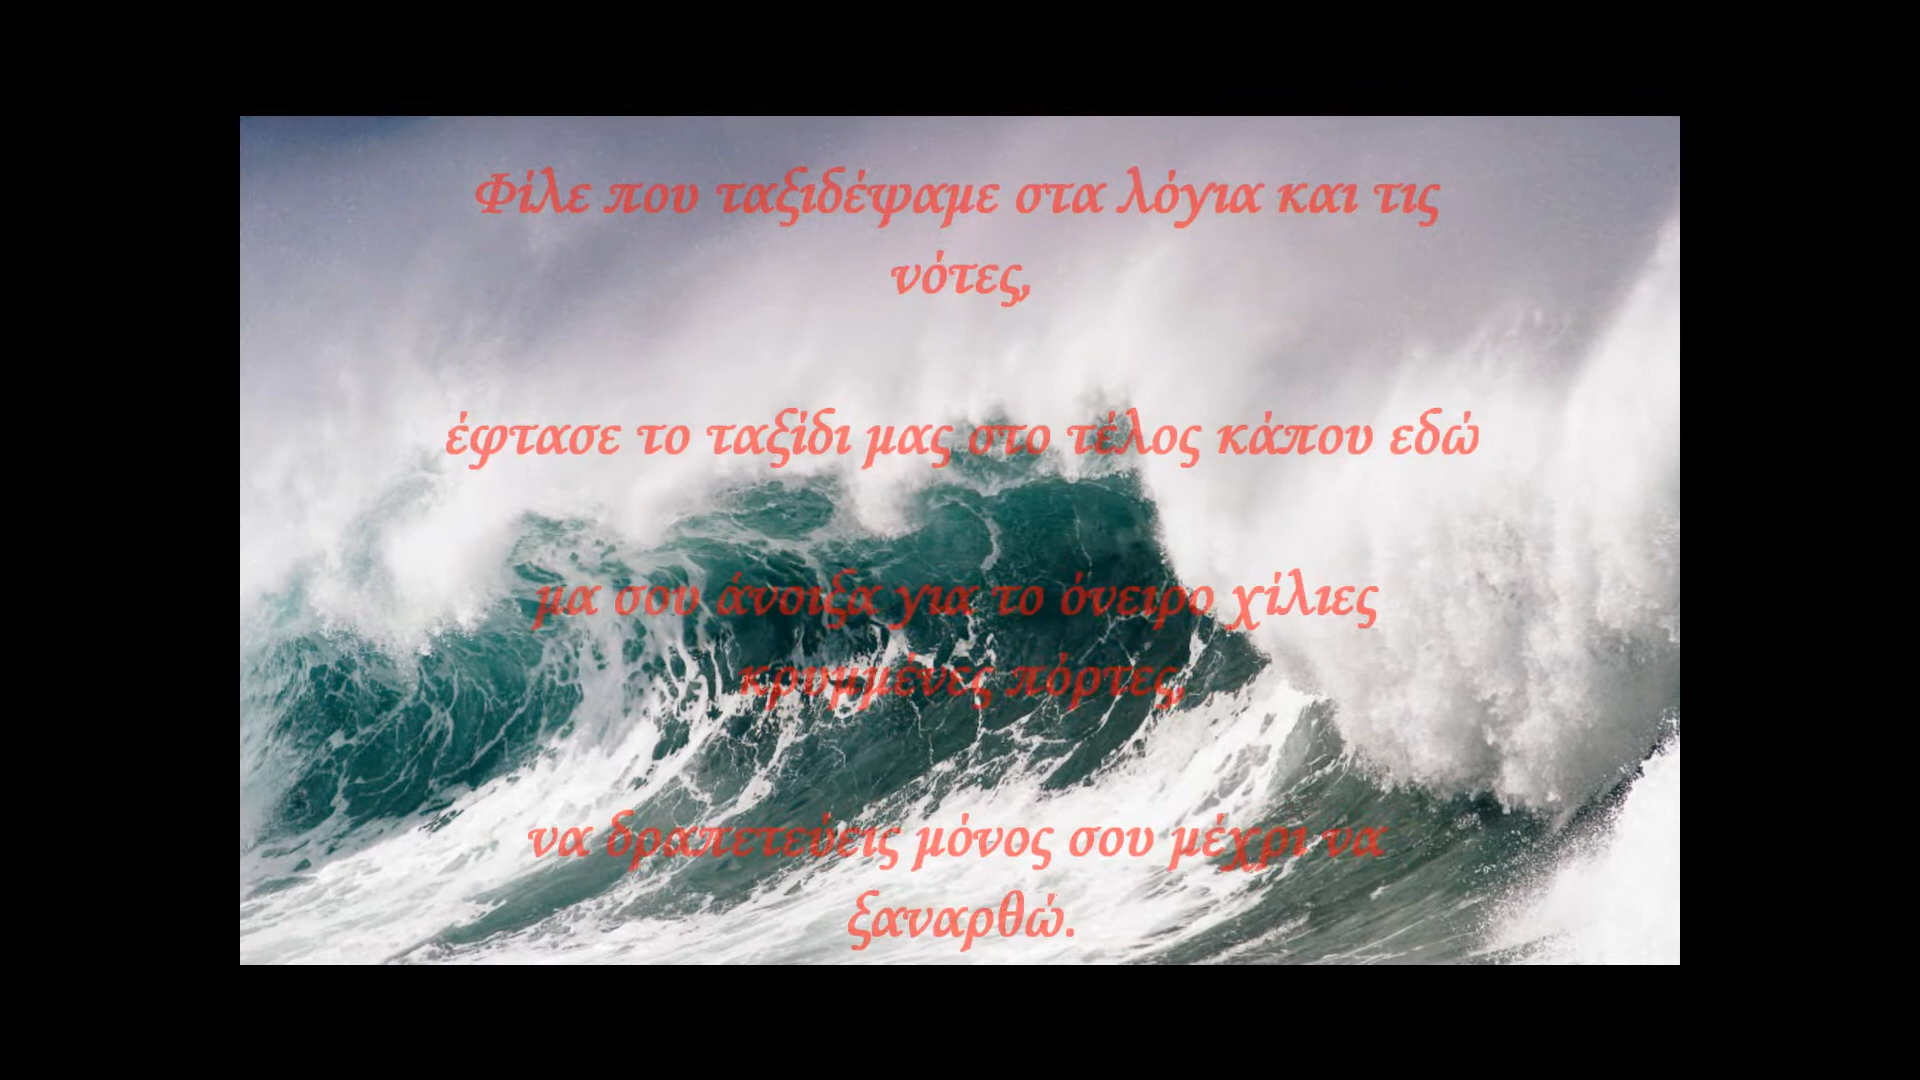 Φίλε που ταξιδέψαμε στα λόγια και τις
νότες,
έφτασε το ταξίδι μας στο τέλος κάπου εδώ
μα σου άνοιξα για το όνειρο χίλιες
κρυμμένες πόρτες,
να δραπετεύεις μόνος σου μέχρι να
ξαναρθώ.